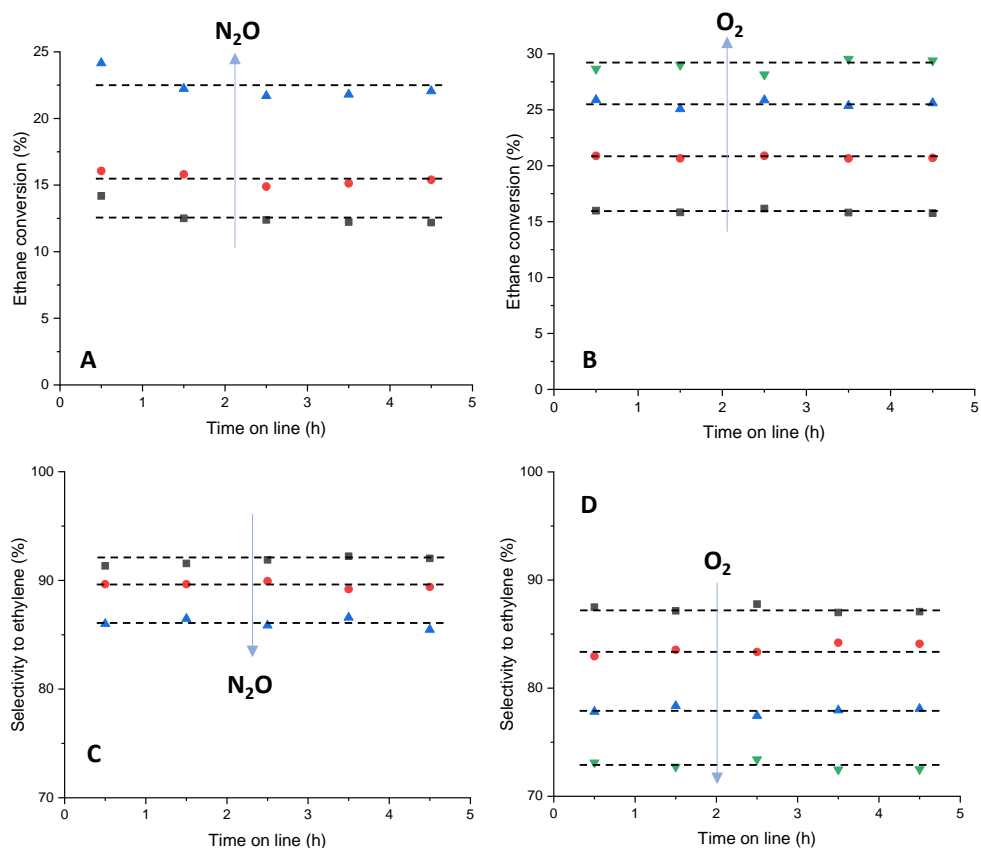 N₂O
25
20
15
10
5
0
Ethane conversion (%)
A
0 1 2 3 4 5
Time on line (h)
O₂
30
25
20
15
10
5
0
Ethane conversion (%)
B
0 1 2 3 4 5
Time on line (h)
100
90
80
70
Selectivity to ethylene (%)
N₂O
C
0 1 2 3 4 5
Time on line (h)
100
90
80
70
Selectivity to ethylene (%)
D
O₂
0 1 2 3 4 5
Time on line (h)